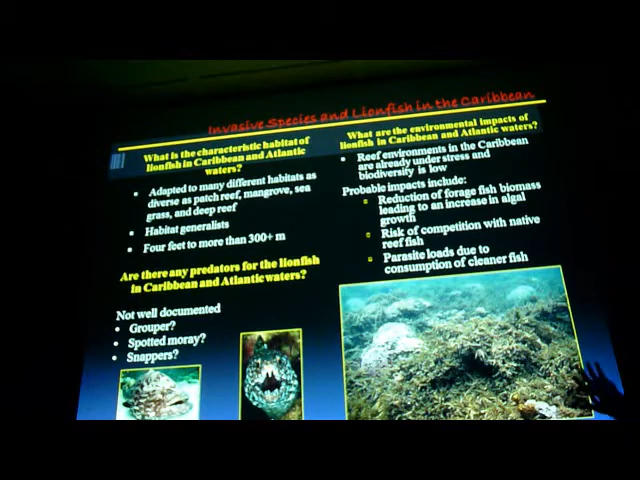 Invasive Species and Lionfish in the Caribbean
What is the characteristic habitat of
lionfish in Caribbean and Atlantic
waters?
Adapted to many different habitats as
diverse as patch reef, mangrove, sea
grass, and deep reef
Habitat generalists
Four feet to more than 300+ m
Are there any predators for the lionfish
in Caribbean and Atlantic waters?
Not well documented
Grouper?
Spotted moray?
Snappers?
What are the environmental impacts of
lionfish in Caribbean and Atlantic waters?
Reef environments in the Caribbean
are already under stress and
biodiversity is low
Probable impacts include:
Reduction of forage fish biomass
leading to an increase in algal
growth
Risk of competition with native
reef fish
Parasite loads due to
consumption of cleaner fish